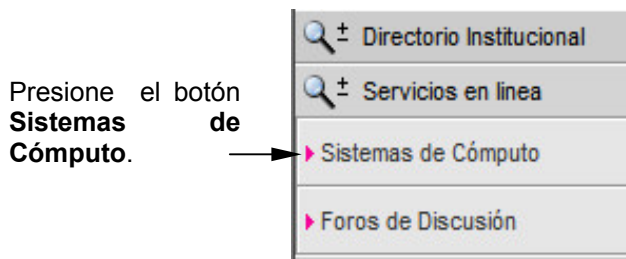 Presione el botón
Sistemas de
Cómputo.
± Directorio Institucional
± Servicios en linea
Sistemas de Cómputo
Foros de Discusión